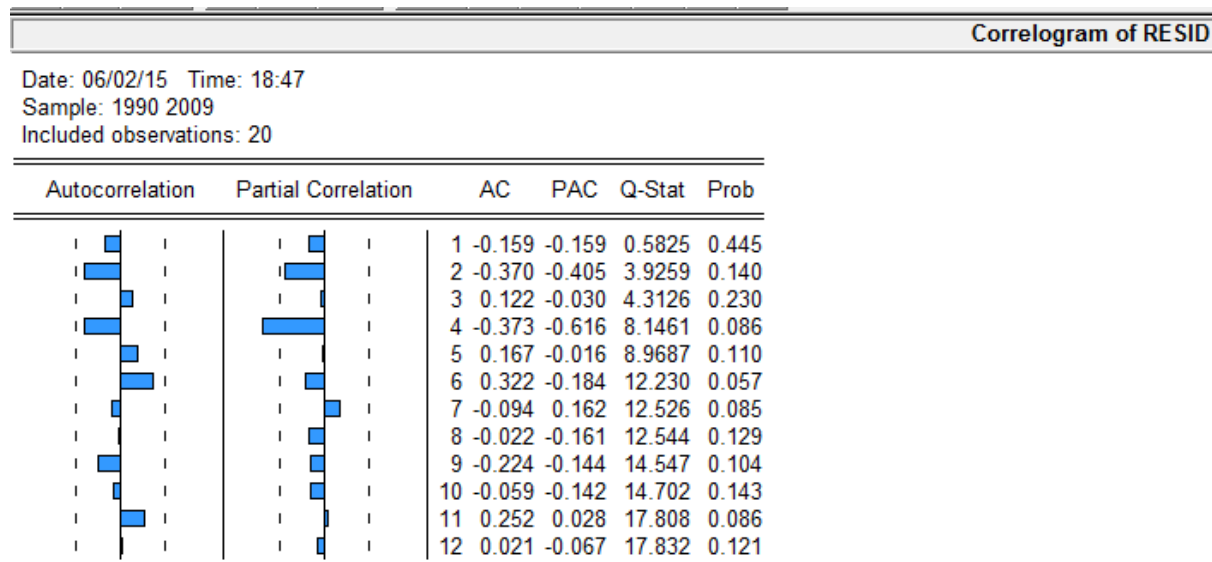 Correlogram of RESID
Date: 06/02/15 Time: 18:47
Sample: 1990 2009
Included observations: 20
Autocorrelation Partial Correlation AC PAC Q-Stat Prob
1 -0.159 -0.159 0.5825 0.445
2 -0.370 -0.405 3.9259 0.140
3 0.122 -0.030 4.3126 0.230
4 -0.373 -0.616 8.1461 0.086
5 0.167 -0.016 8.9687 0.110
6 0.322 -0.184 12.230 0.057
7 -0.094 0.162 12.526 0.085
8 -0.022 -0.161 12.544 0.129
9 -0.224 -0.144 14.547 0.104
10 -0.059 -0.142 14.702 0.143
11 0.252 0.028 17.808 0.086
12 0.021 -0.067 17.832 0.121